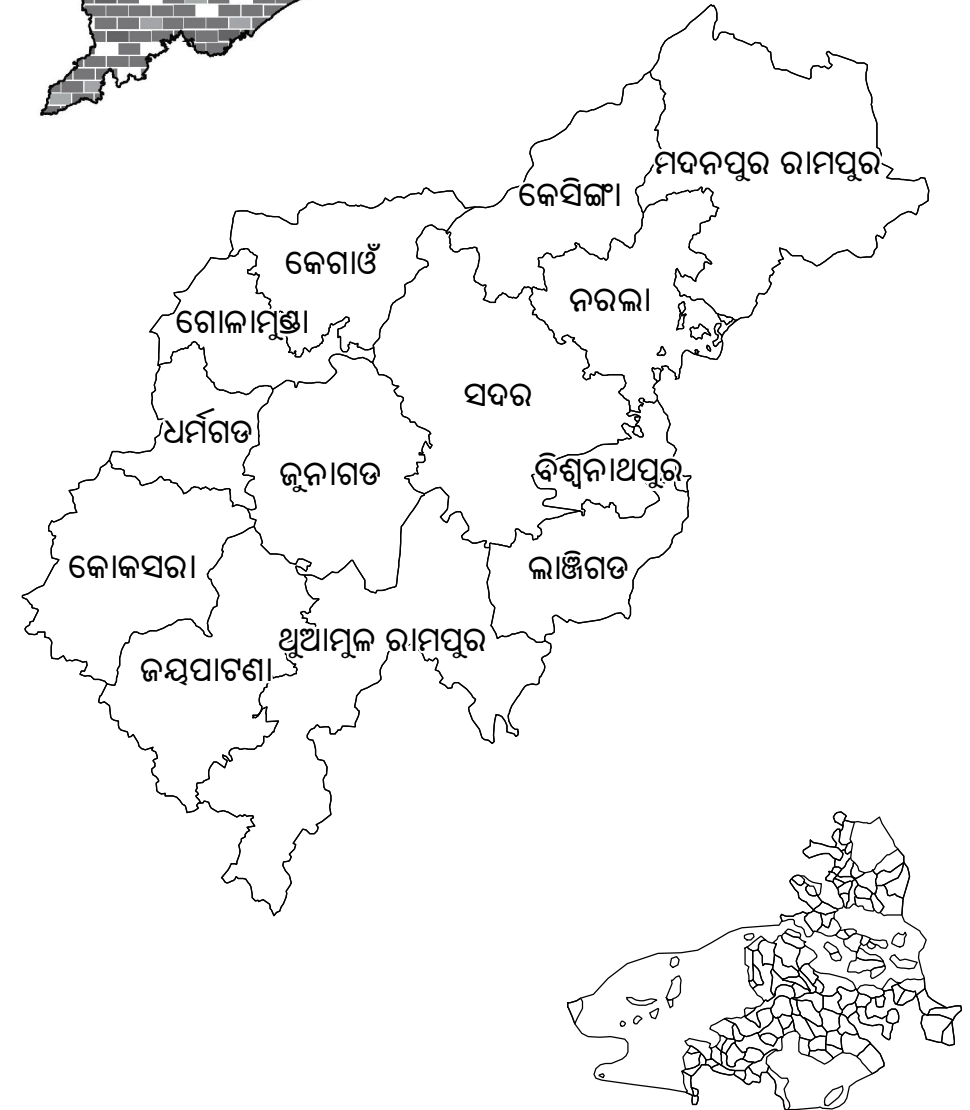 ମଦନପୁର ରାମପୁର
କେସିଙ୍ଗା
କେଗାଓଁ
ନରଲା
ଗୋଲାମୁଣ୍ଡା
ସଦର
ଧର୍ମଗଡ
ଜୁନାଗଡ
ବିଶ୍ୱନାଥପୁର
କୋକସରା
ଲାଞ୍ଜିଗଡ
ଥୁଆମୁଳ ରାମପୁର
ଜୟପାଟଣା